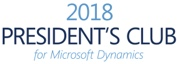 2018
PRESIDENT'S CLUB
for Microsoft Dynamics